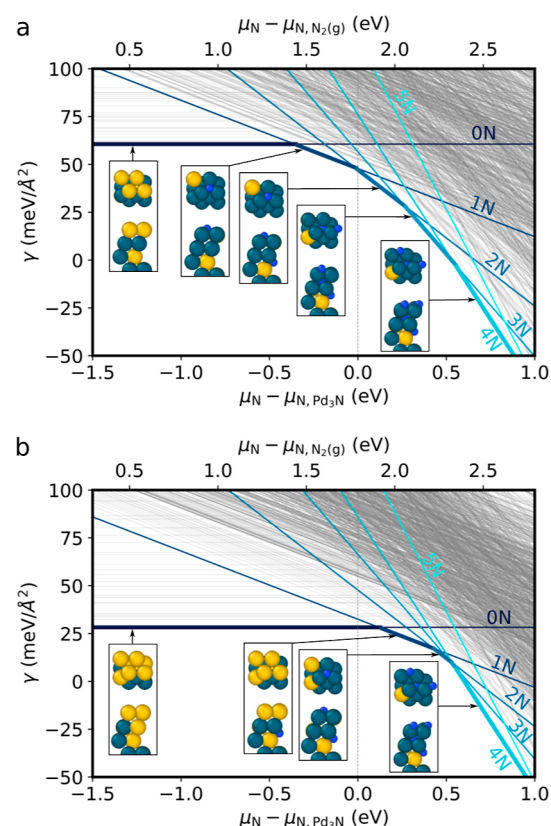 a
μN − μN, N2(g) (eV)
0.5 1.0 1.5 2.0 2.5
100
75
50
25
0
−25
−50
γ (meV/Å²)
0N
1N
2N
3N
4N
5N
−1.5 −1.0 −0.5 0.0 0.5 1.0
μN − μN, Pd3N (eV)
b
μN − μN, N2(g) (eV)
0.5 1.0 1.5 2.0 2.5
100
75
50
25
0
−25
−50
γ (meV/Å²)
0N
1N
2N
3N
4N
5N
−1.5 −1.0 −0.5 0.0 0.5 1.0
μN − μN, Pd3N (eV)